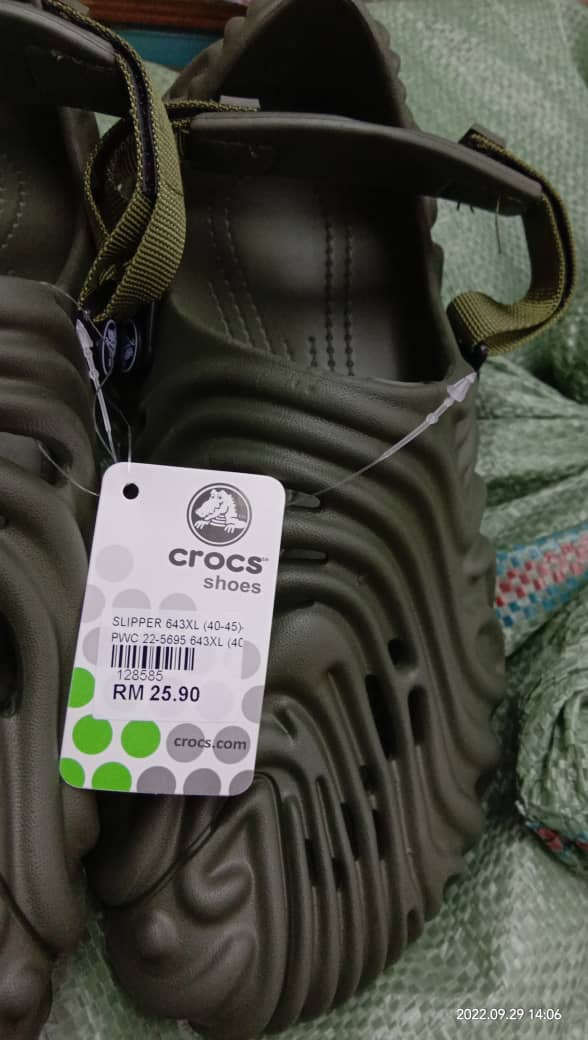 crocs™
shoes
SLIPPER 643XL (40-45)-
PWC 22-5695 643XL (40
128585
RM 25.90
crocs.com
2022.09.29 14:06